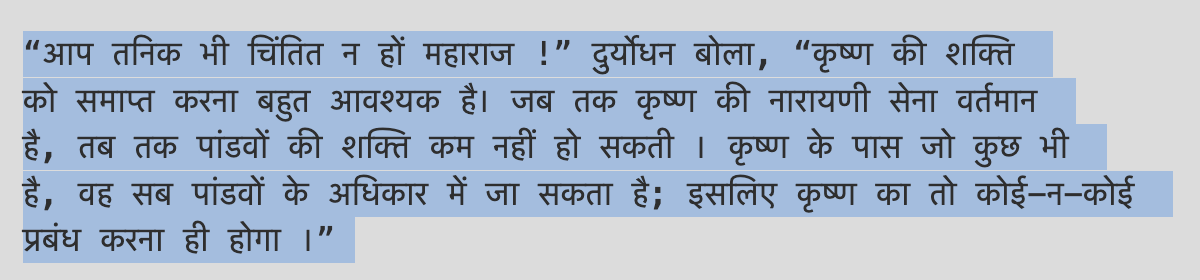 “आप तनिक भी चिंतित न हों महाराज !” दुर्योधन बोला, “कृष्ण की शक्ति
को समाप्त करना बहुत आवश्यक है। जब तक कृष्ण की नारायणी सेना वर्तमान
है, तब तक पांडवों की शक्ति कम नहीं हो सकती । कृष्ण के पास जो कुछ भी
है, वह सब पांडवों के अधिकार में जा सकता है; इसलिए कृष्ण का तो कोई–न–कोई
प्रबंध करना ही होगा ।”